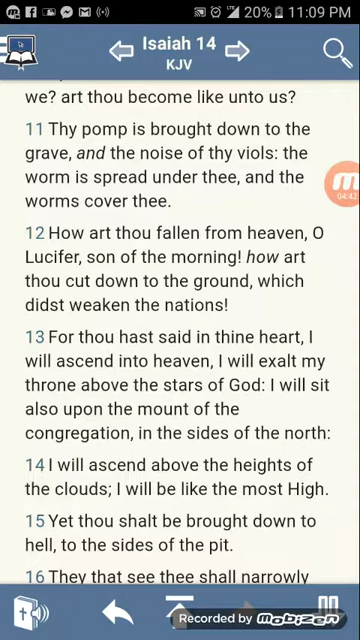 20% 11:09 PM
Isaiah 14
KJV
we? art thou become like unto us?
11 Thy pomp is brought down to the
grave, and the noise of thy viols: the
worm is spread under thee, and the
worms cover thee.
04:42
12 How art thou fallen from heaven, O
Lucifer, son of the morning! how art
thou cut down to the ground, which
didst weaken the nations!
13 For thou hast said in thine heart, I
will ascend into heaven, I will exalt my
throne above the stars of God: I will sit
also upon the mount of the
congregation, in the sides of the north:
14 I will ascend above the heights of
the clouds; I will be like the most High.
15 Yet thou shalt be brought down to
hell, to the sides of the pit.
16 They that see thee shall narrowly
Recorded by Mobizen